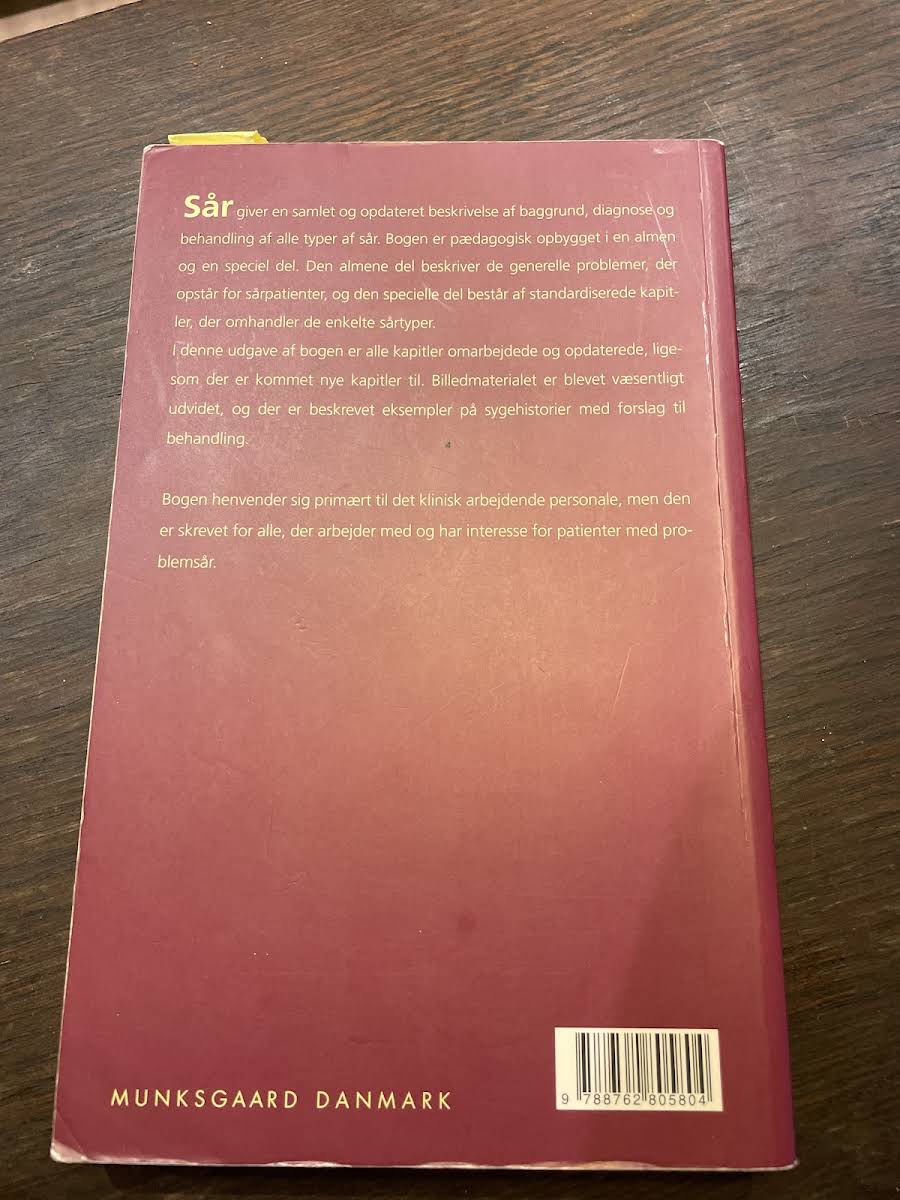 Sår giver en samlet og opdateret beskrivelse af baggrund, diagnose og
behandling af alle typer af sår. Bogen er pædagogisk opbygget i en almen
og en speciel del. Den almene del beskriver de generelle problemer, der
opstår for sårpatienter, og den specielle del består af standardiserede kapit-
ler, der omhandler de enkelte sårtyper.
I denne udgave af bogen er alle kapitler omarbejdede og opdaterede, lige-
som der er kommet nye kapitler til. Billedmaterialet er blevet væsentligt
udvidet, og der er beskrevet eksempler på sygehistorier med forslag til
behandling.
Bogen henvender sig primært til det klinisk arbejdende personale, men den
er skrevet for alle, der arbejder med og har interesse for patienter med pro-
blemsår.
MUNKSGAARD DANMARK
9 788762 805804